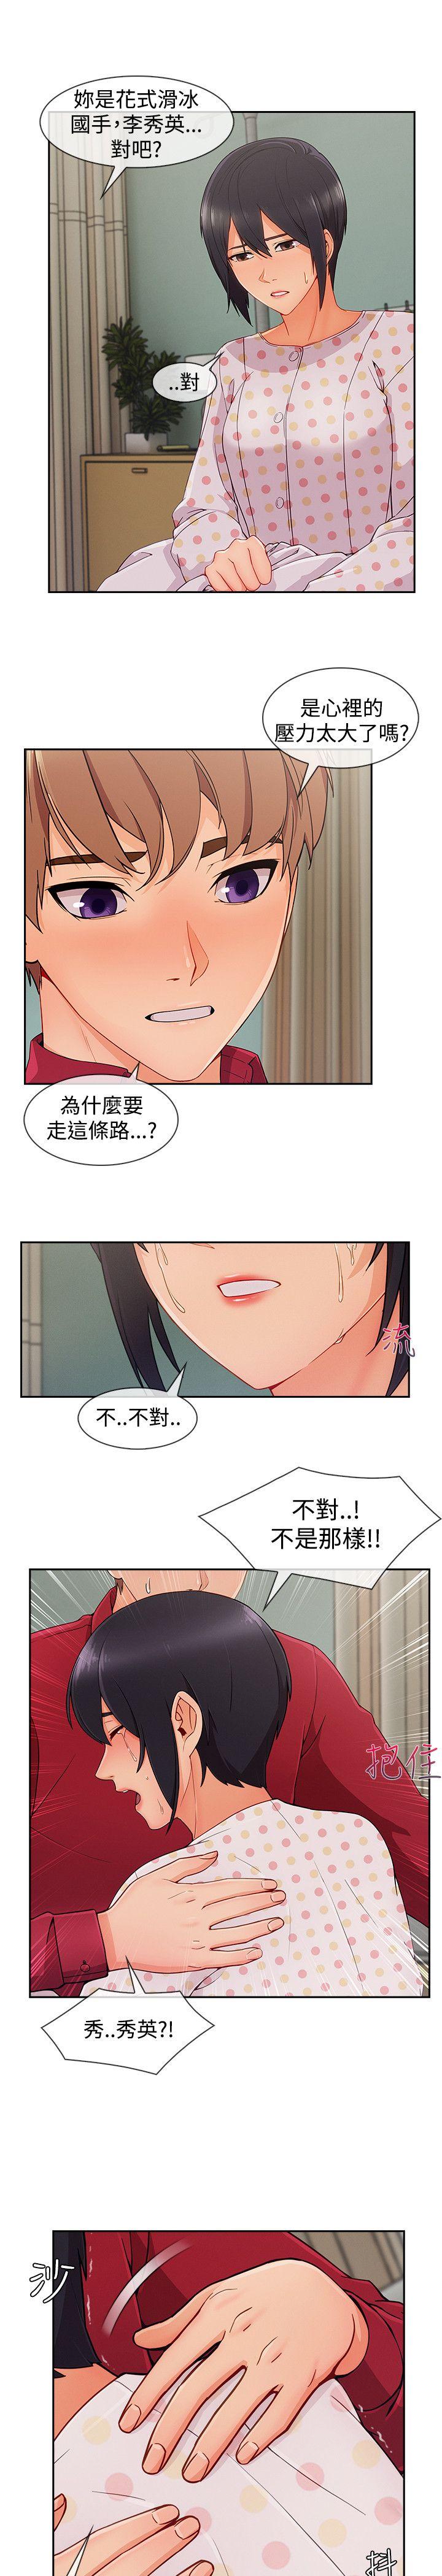 妳是花式滑冰
國手，李秀英...
對吧?
..對
是心裡的
壓力太大了嗎?
為什麼要
走這條路...?
流
不..不對..
不對..!
不是那樣!!
抱住
秀..秀英?!
沙
抖